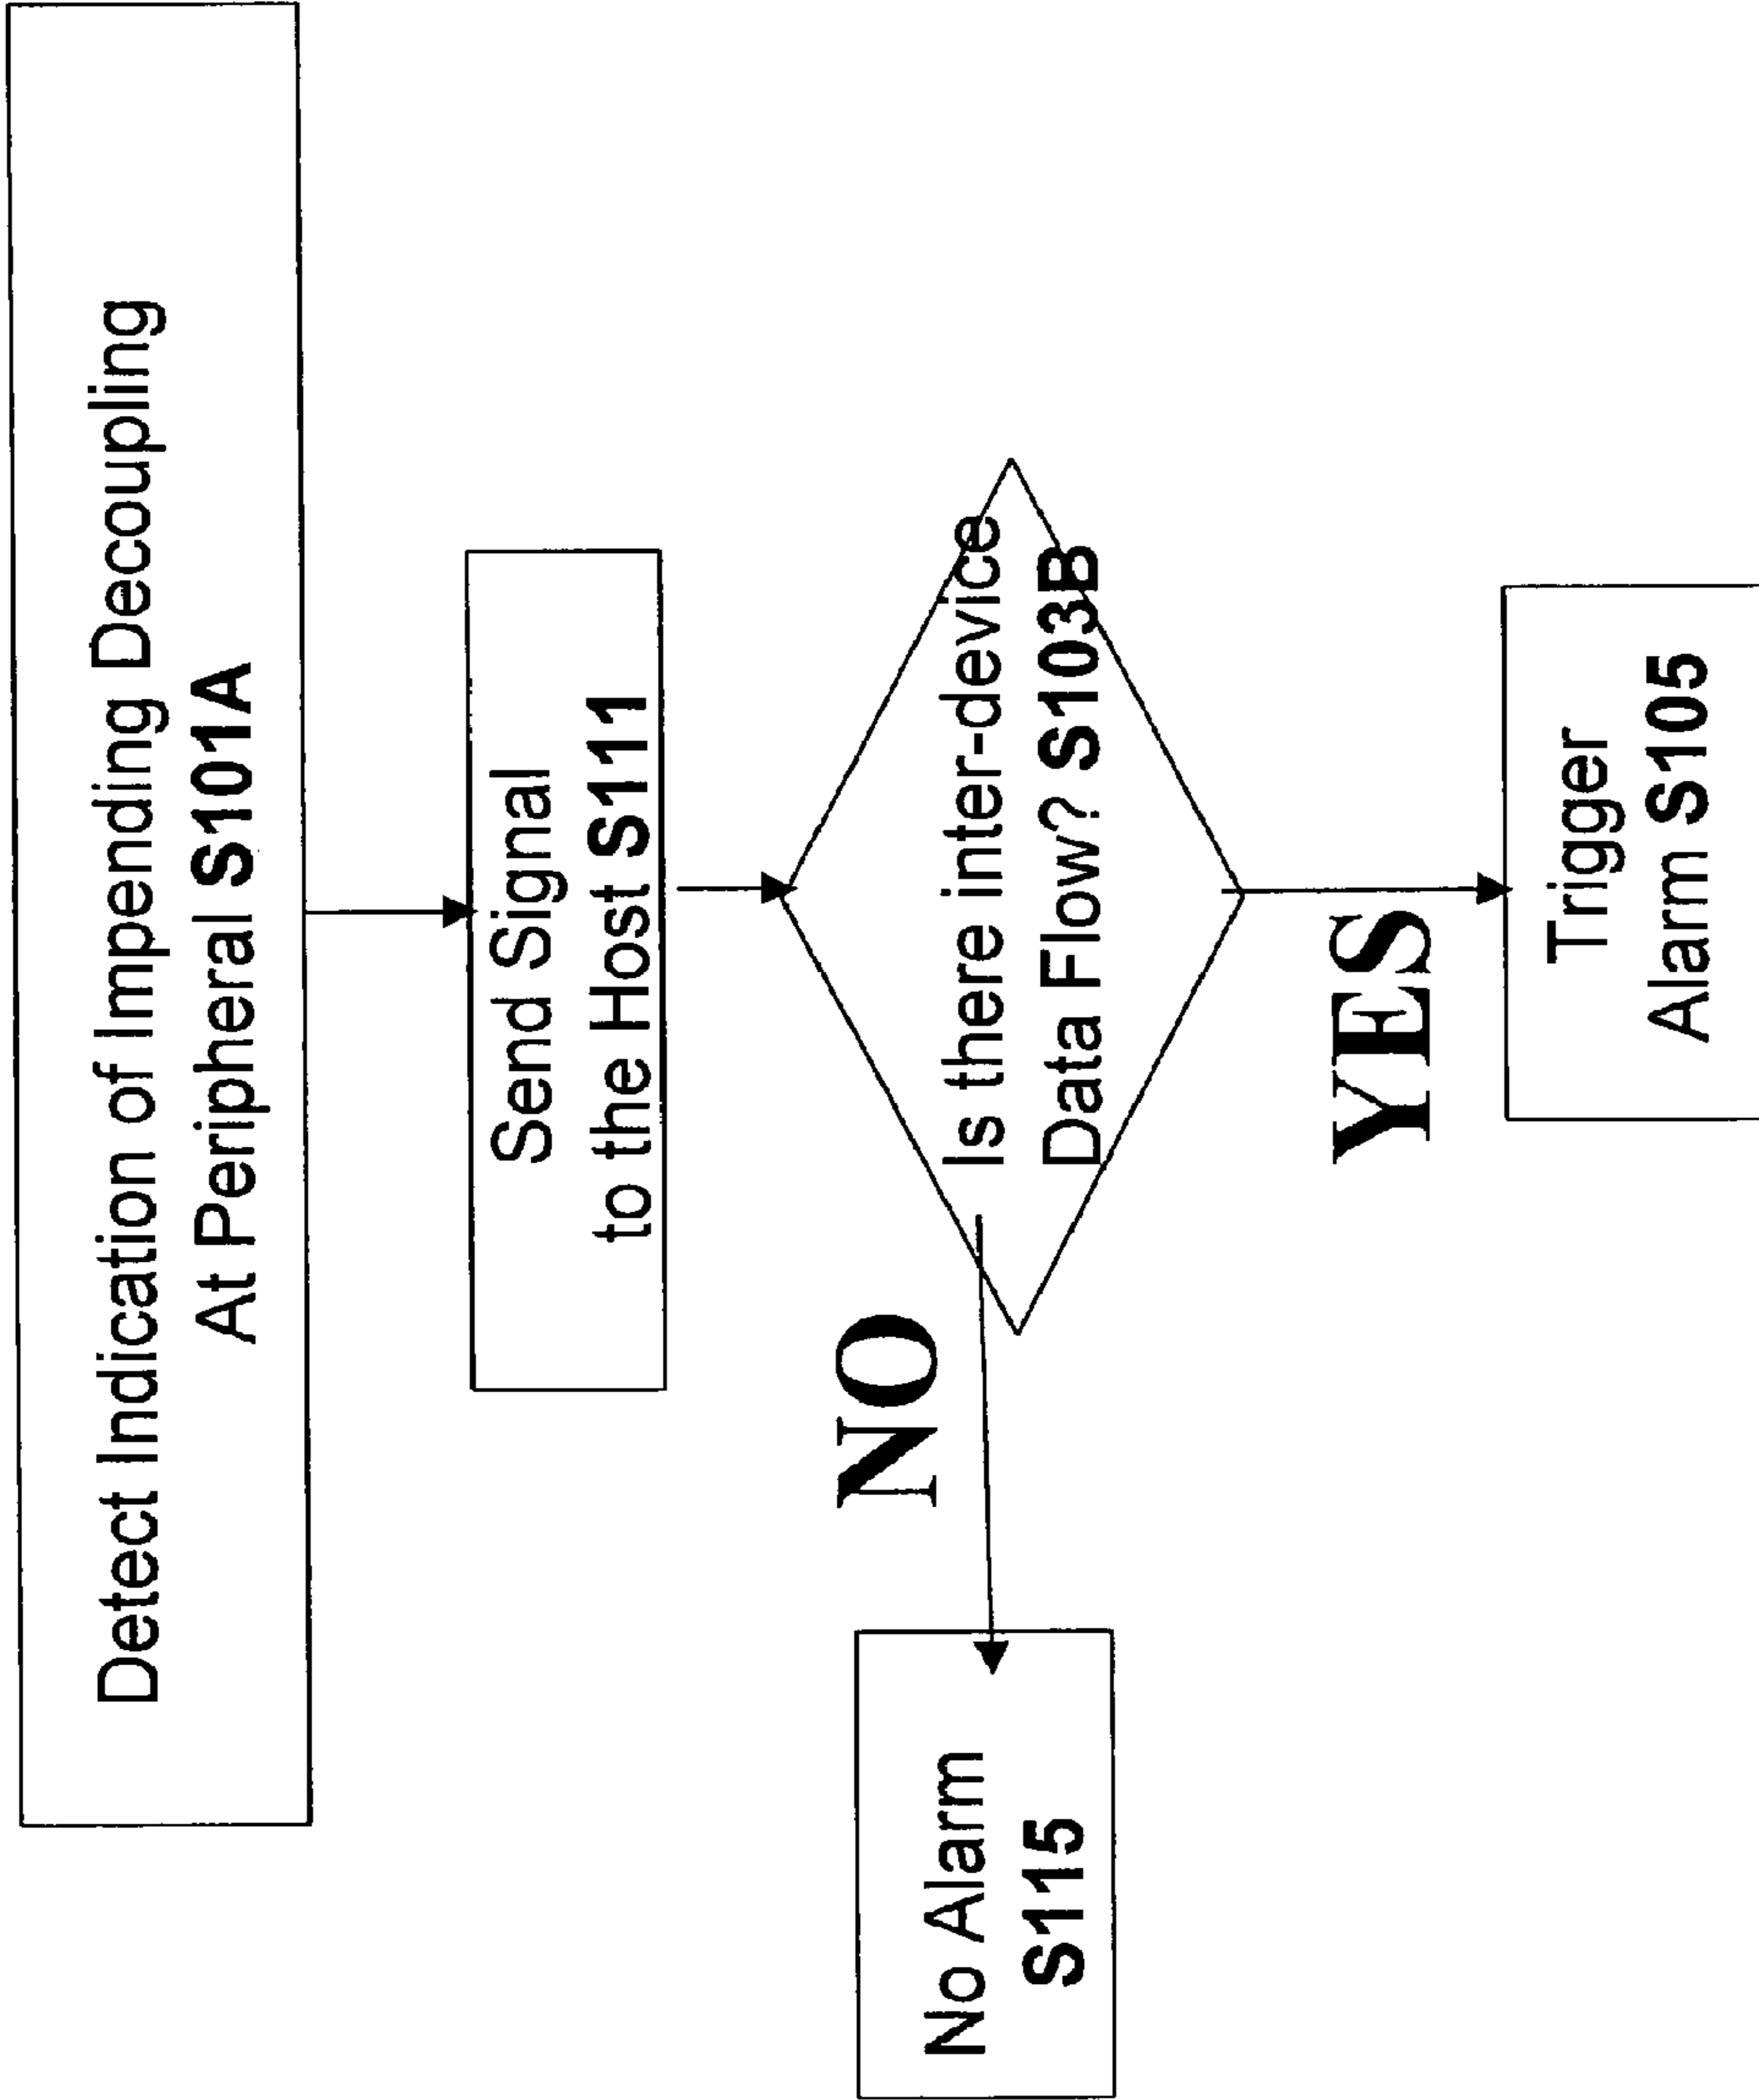 Detect Indication of Impending Decoupling
At Peripheral S101A
Send Signal
to the Host S111
Is there inter-device
Data Flow? S103B
NO
YES
No Alarm
S115
Trigger
Alarm S105